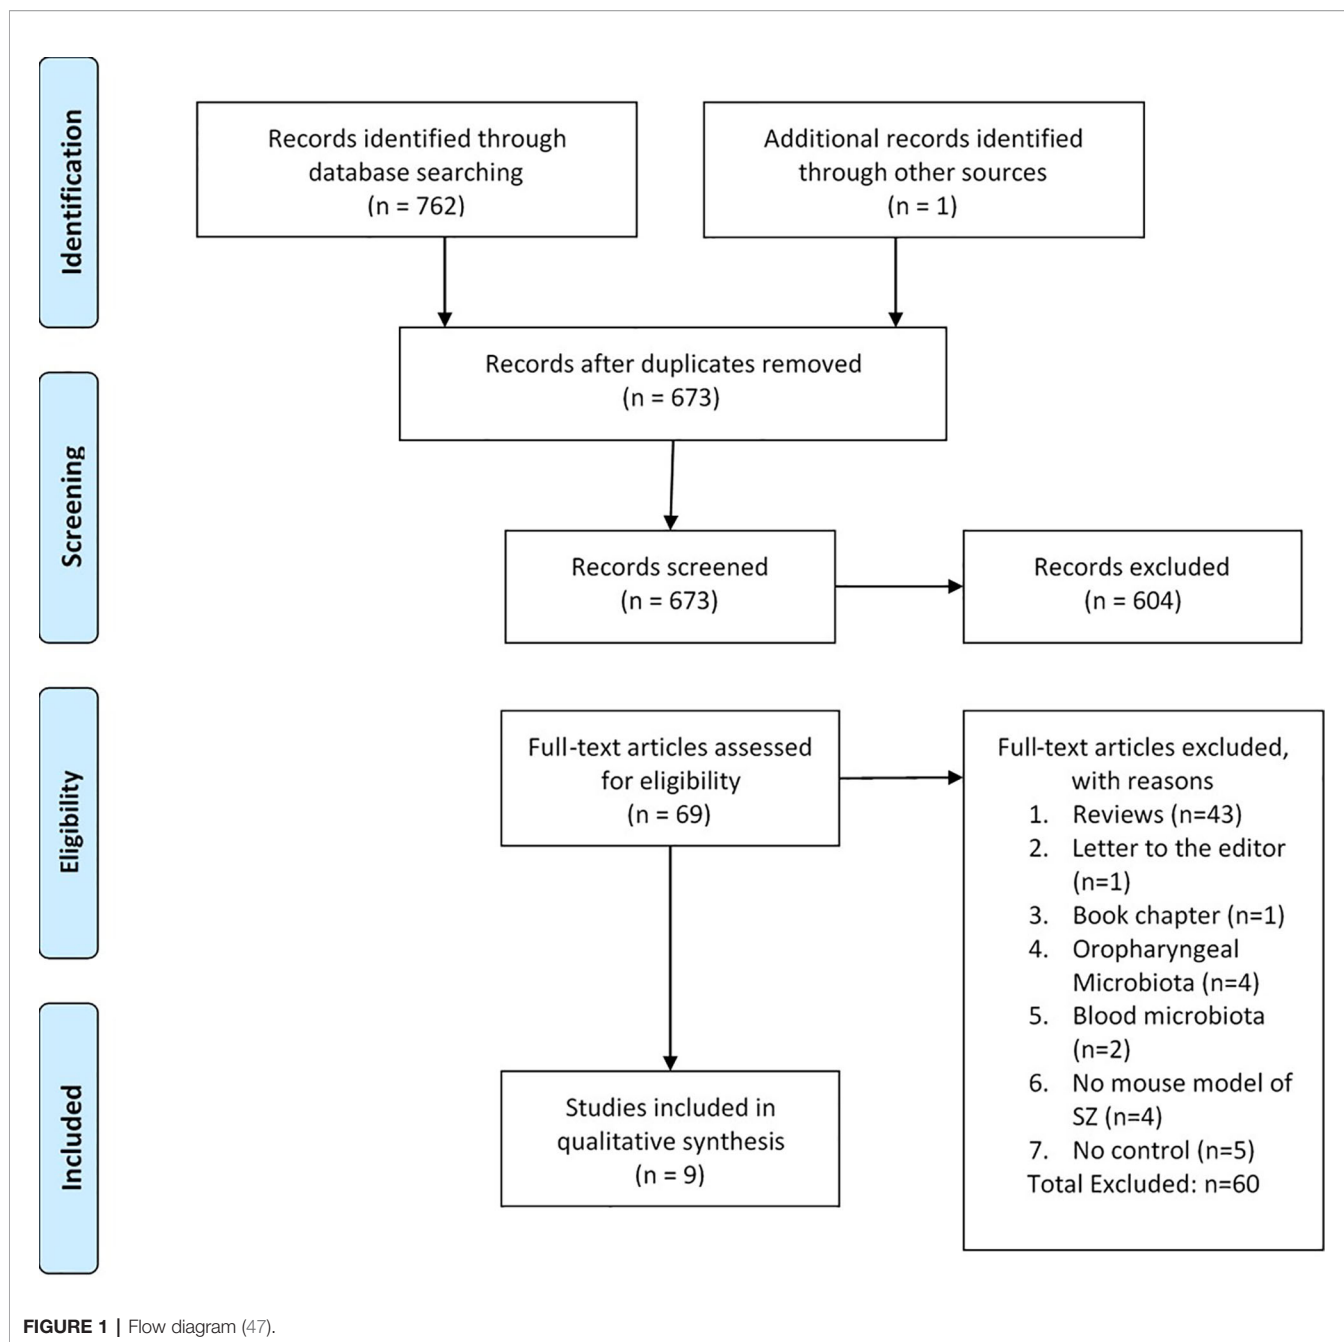 Identification
Records identified through
database searching
(n = 762)
Additional records identified
through other sources
(n = 1)
Records after duplicates removed
(n = 673)
Screening
Records screened
(n = 673)
Records excluded
(n = 604)
Eligibility
Full-text articles assessed
for eligibility
(n = 69)
Full-text articles excluded,
with reasons
1. Reviews (n=43)
2. Letter to the editor
(n=1)
3. Book chapter (n=1)
4. Oropharyngeal
Microbiota (n=4)
5. Blood microbiota
(n=2)
6. No mouse model of
SZ (n=4)
7. No control (n=5)
Total Excluded: n=60
Included
Studies included in
qualitative synthesis
(n = 9)
FIGURE 1 | Flow diagram (47).